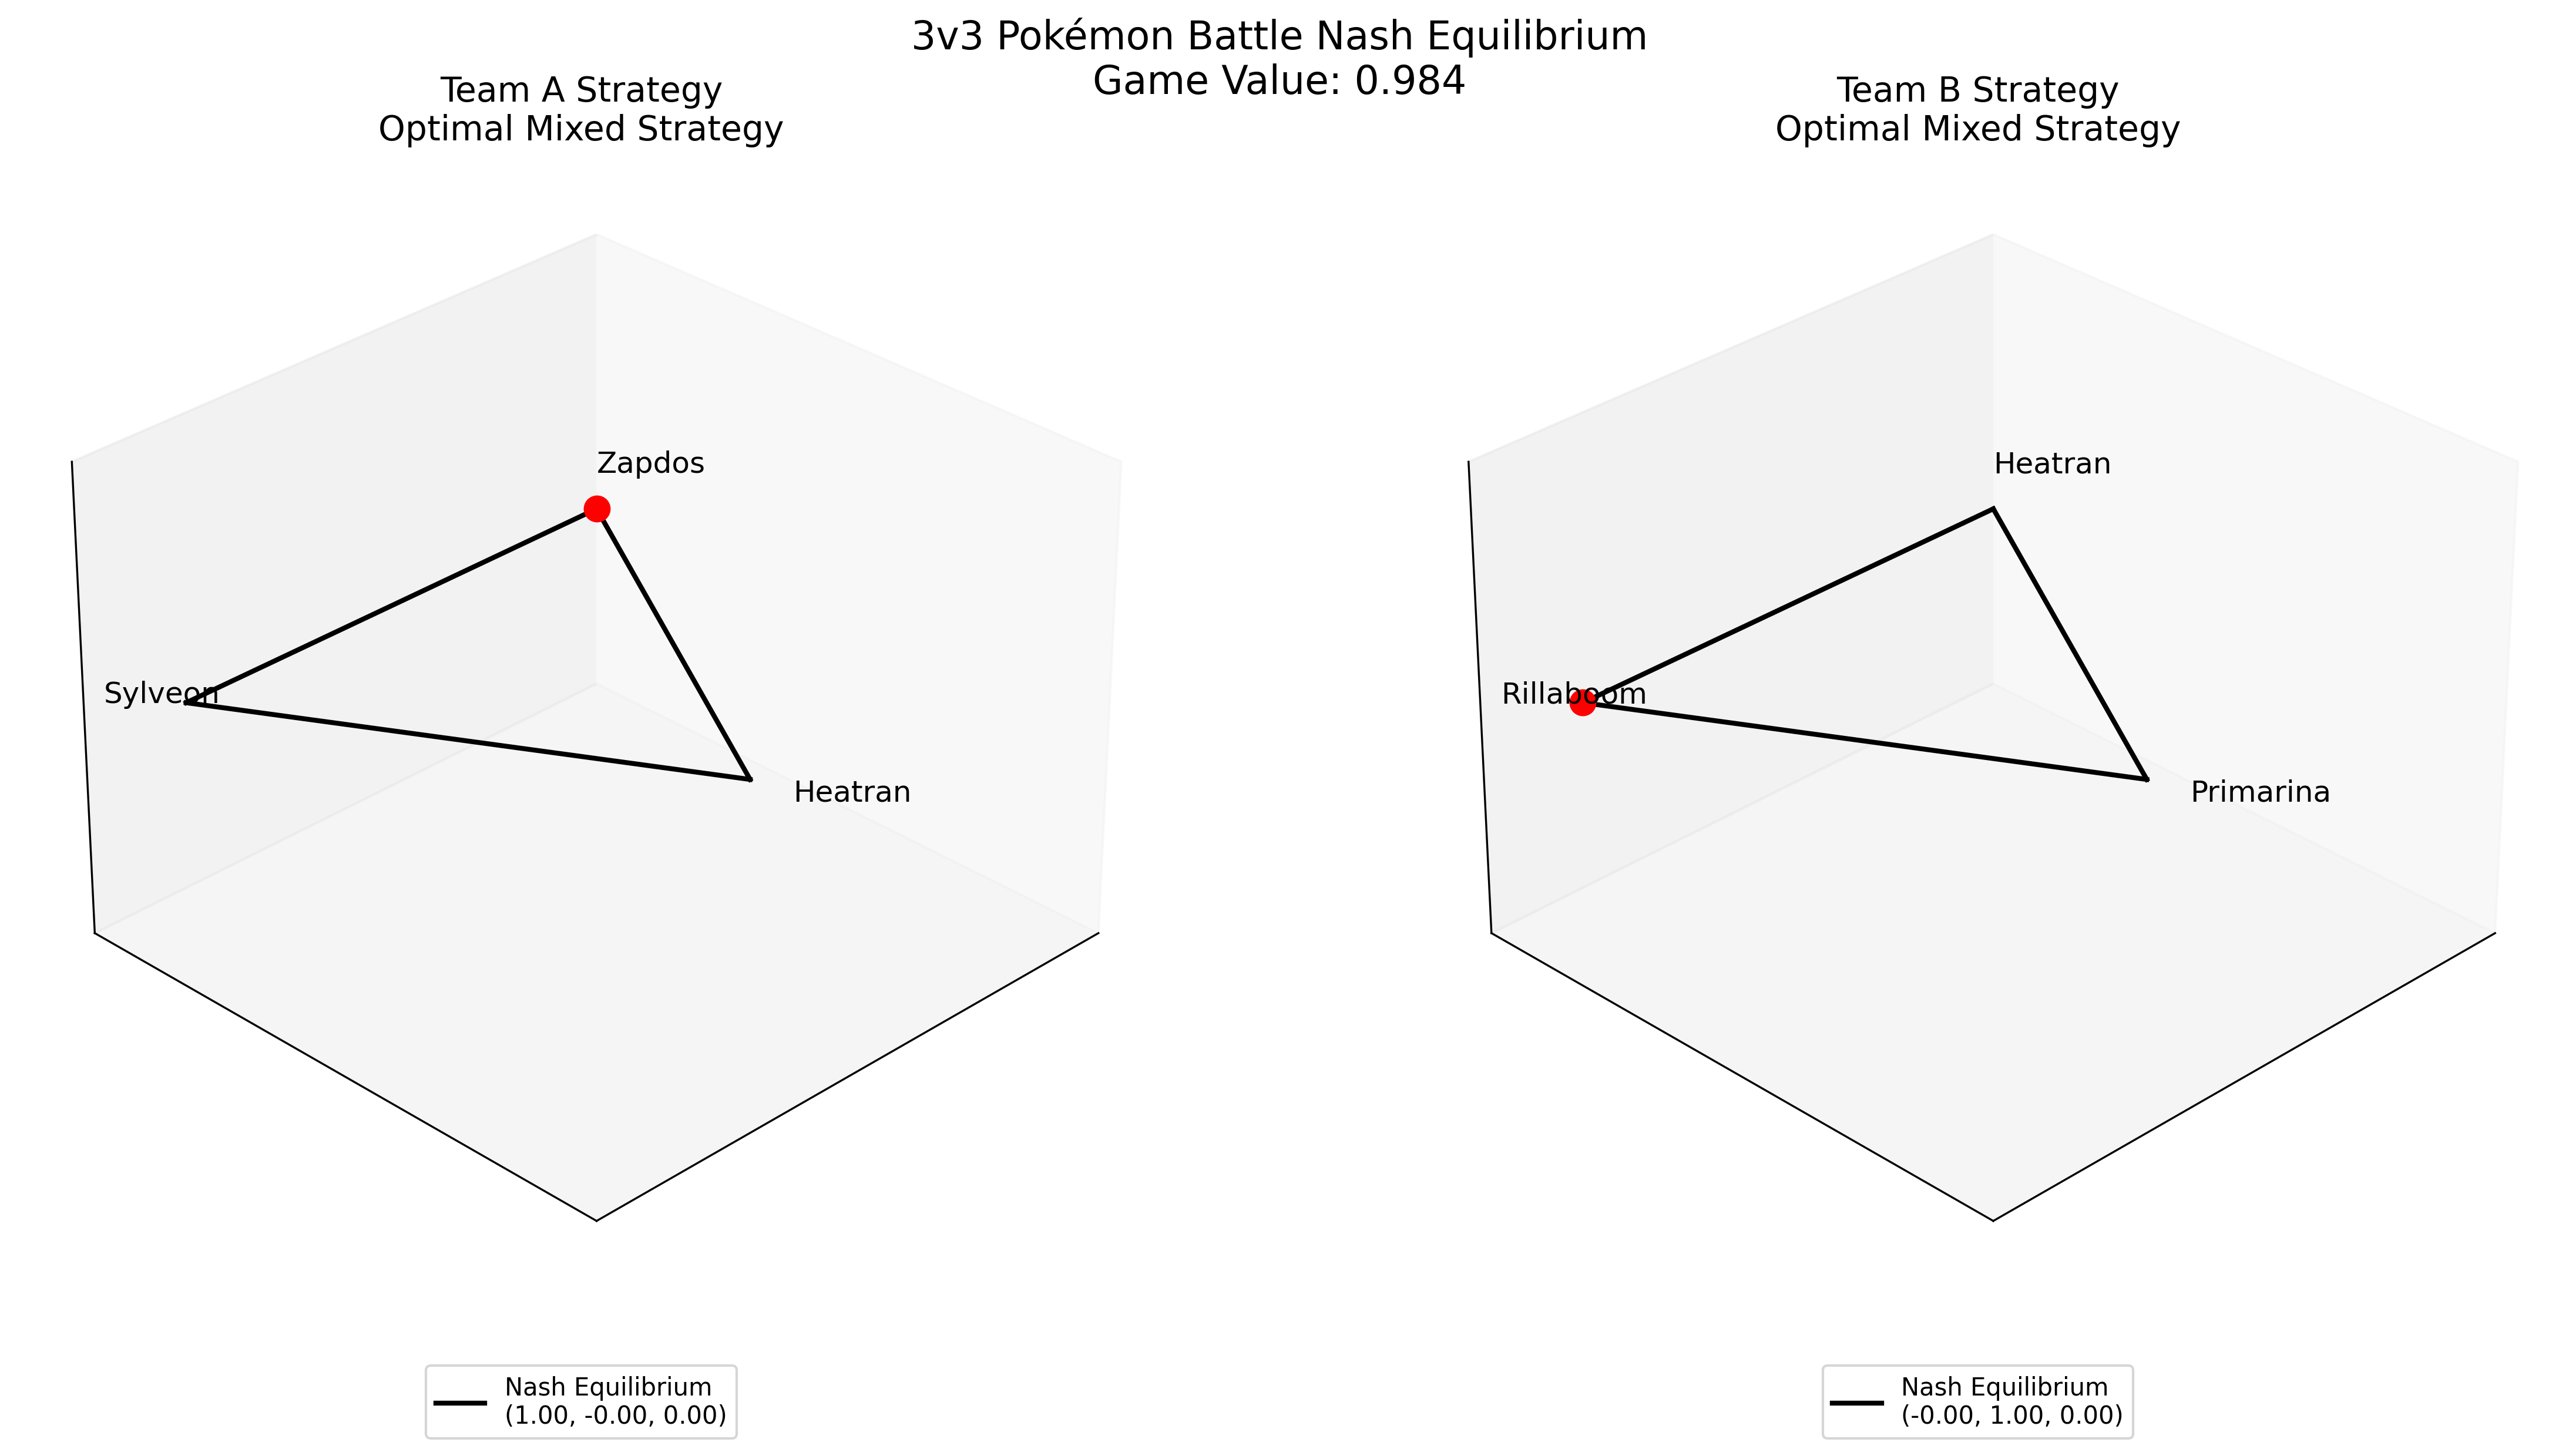 3v3 Pokémon Battle Nash Equilibrium
Game Value: 0.984
Team A Strategy
Optimal Mixed Strategy
Zapdos
Sylveon
Heatran
Nash Equilibrium
(1.00, -0.00, 0.00)
Team B Strategy
Optimal Mixed Strategy
Heatran
Rillaboom
Primarina
Nash Equilibrium
(-0.00, 1.00, 0.00)